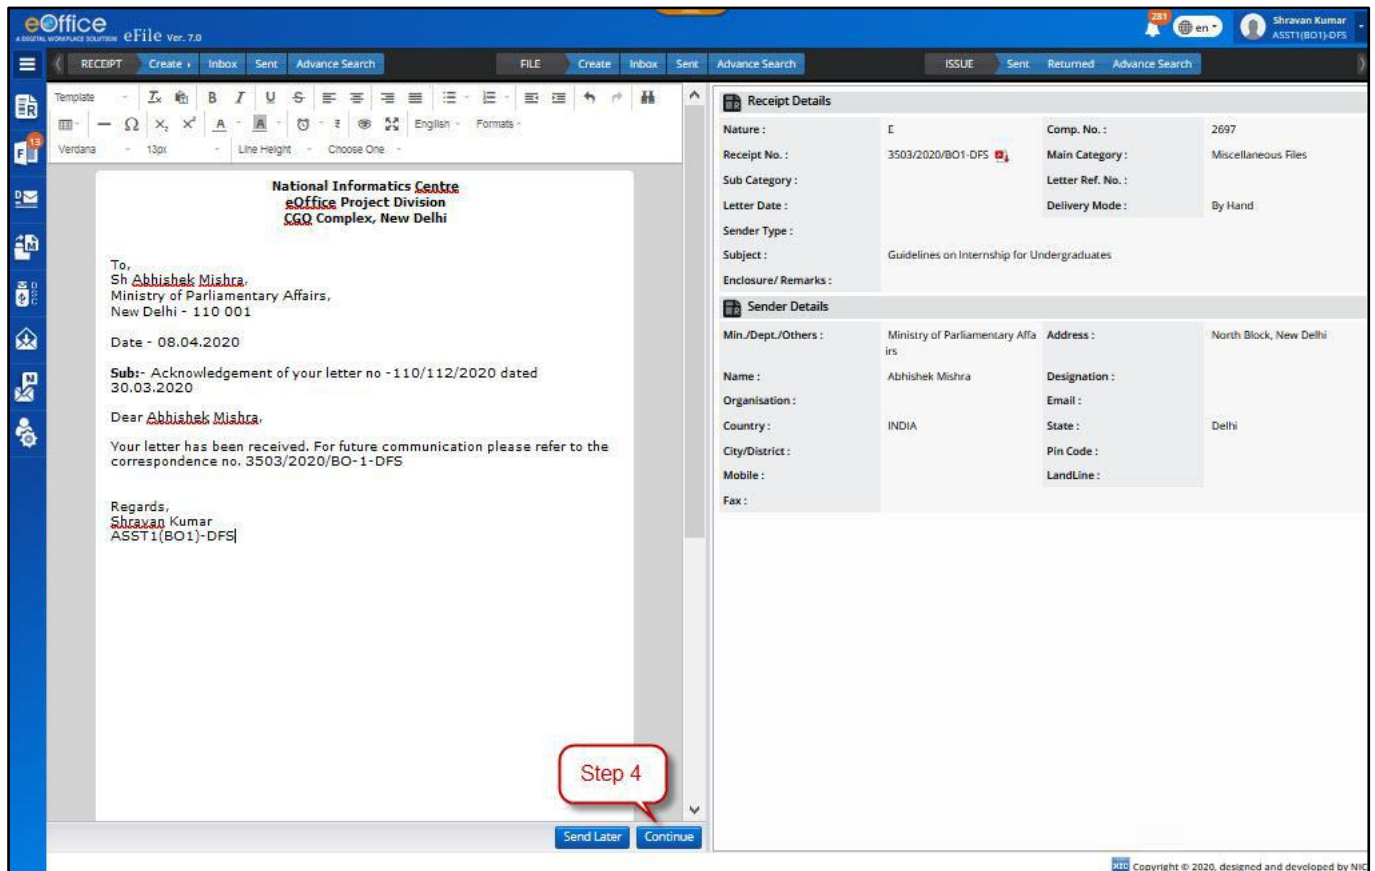 eOffice
A DIGITAL WORKPLACE SOLUTION eFile Ver. 7.0
281
en
Shravan Kumar
ASST1(BO1)-DFS
RECEIPT Create Inbox Sent Advance Search FILE Create Inbox Sent Advance Search ISSUE Sent Returned Advance Search
Template B I U S
Ω X₂ X² A A ₹ English Formats
Verdana 13px Line Height Choose One
13
National Informatics Centre
eOffice Project Division
CGO Complex, New Delhi
To,
Sh Abhishek Mishra,
Ministry of Parliamentary Affairs,
New Delhi - 110 001
Date - 08.04.2020
Sub:- Acknowledgement of your letter no -110/112/2020 dated
30.03.2020
Dear Abhishek Mishra,
Your letter has been received. For future communication please refer to the
correspondence no. 3503/2020/BO-1-DFS
Regards,
Shravan Kumar
ASST1(BO1)-DFS
Step 4
Send Later Continue
Receipt Details
Nature : E Comp. No. : 2697
Receipt No. : 3503/2020/BO1-DFS Main Category : Miscellaneous Files
Sub Category : Letter Ref. No. :
Letter Date : Delivery Mode : By Hand
Sender Type :
Subject : Guidelines on Internship for Undergraduates
Enclosure/ Remarks :
Sender Details
Min./Dept./Others : Ministry of Parliamentary Affa Address : North Block, New Delhi
irs
Name : Abhishek Mishra Designation :
Organisation : Email :
Country : INDIA State : Delhi
City/District : Pin Code :
Mobile : LandLine :
Fax :
NIC Copyright © 2020, designed and developed by NIC